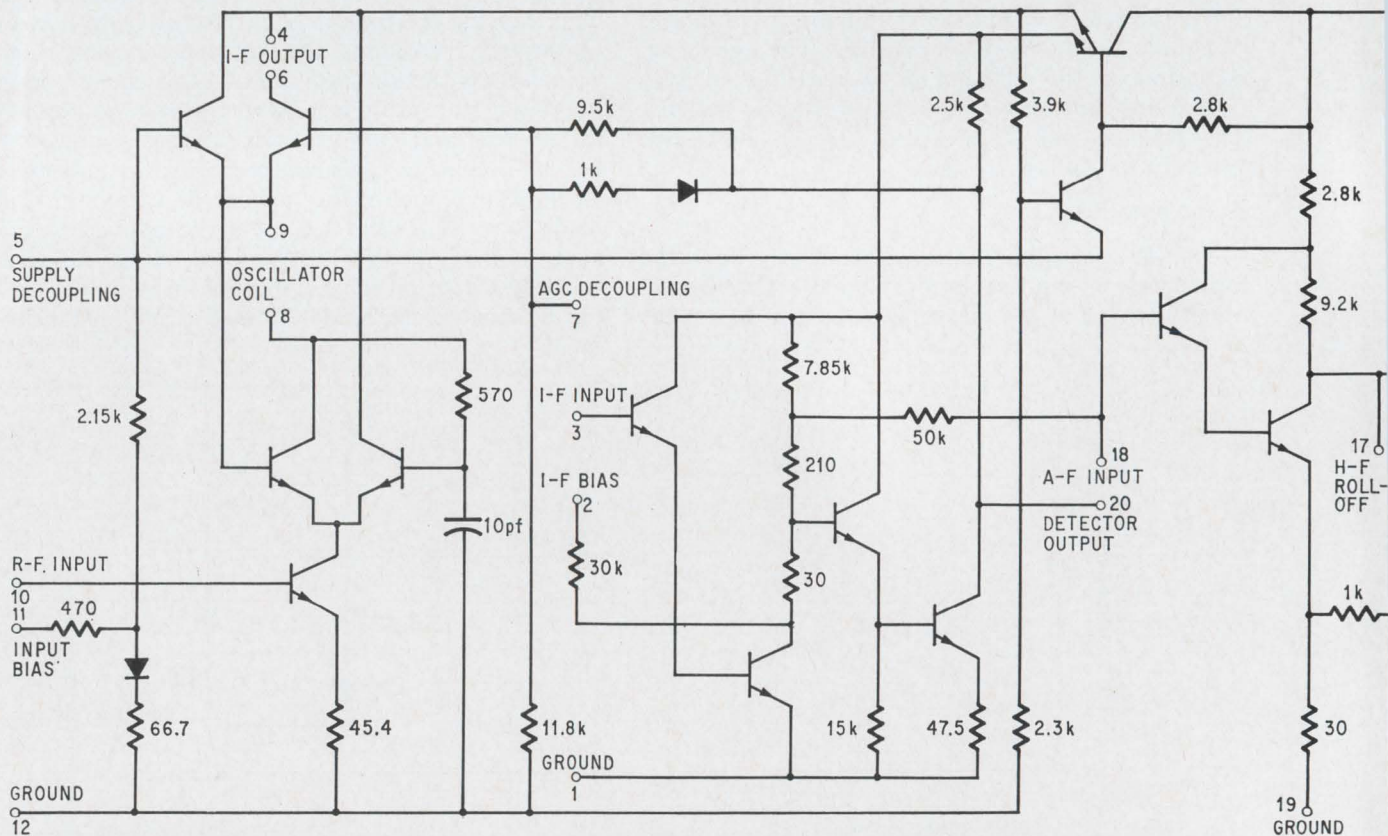 4
I-F OUTPUT
6
9.5k
1k
2.5k
3.9k
2.8k
2.8k
9
5
SUPPLY
DECOUPLING
OSCILLATOR
COIL
8
AGC DECOUPLING
7
9.2k
2.15k
570
I-F INPUT
3
7.85k
50k
18
A-F INPUT
17
H-F
ROLL-
OFF
I-F BIAS
2
210
20
DETECTOR
OUTPUT
10pf
30k
30
R-F. INPUT
10
11
470
INPUT
BIAS
1k
66.7
45.4
11.8k
15k
47.5
2.3k
30
GROUND
1
GROUND
12
19
GROUND